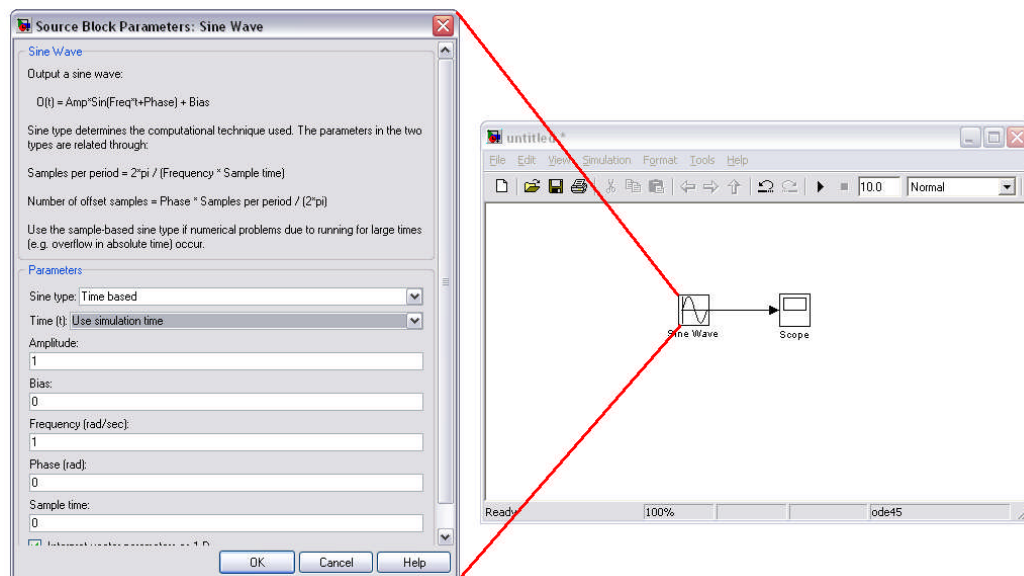 Source Block Parameters: Sine Wave
Sine Wave
Output a sine wave:
O(t) = Amp*Sin(Freq*t+Phase) + Bias
Sine type determines the computational technique used. The parameters in the two
types are related through:
Samples per period = 2*pi / (Frequency * Sample time)
Number of offset samples = Phase * Samples per period / (2*pi)
Use the sample-based sine type if numerical problems due to running for large times
(e.g. overflow in absolute time) occur.
Parameters
Sine type: Time based
Time (t): Use simulation time
Amplitude:
1
Bias:
0
Frequency (rad/sec):
1
Phase (rad):
0
Sample time:
0
Interpret vector parameters as 1-D
OK Cancel Help
untitled *
File Edit View Simulation Format Tools Help
10.0 Normal
Sine Wave
Scope
Ready 100% ode45